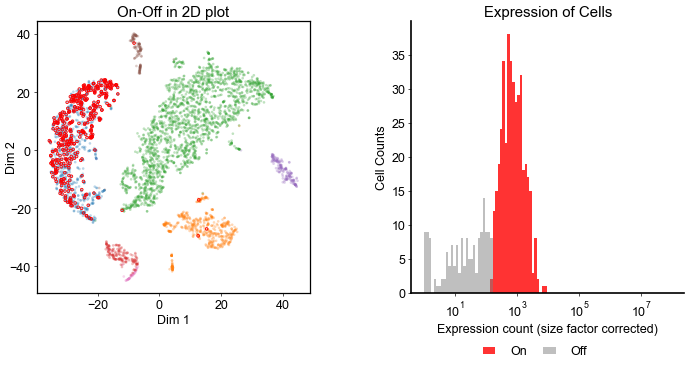 On-Off in 2D plot
Dim 2
40
20
0
−20
−40
−20
0
20
40
Dim 1
Expression of Cells
Cell Counts
35
30
25
20
15
10
5
0
10^1
10^3
10^5
10^7
Expression count (size factor corrected)
On
Off